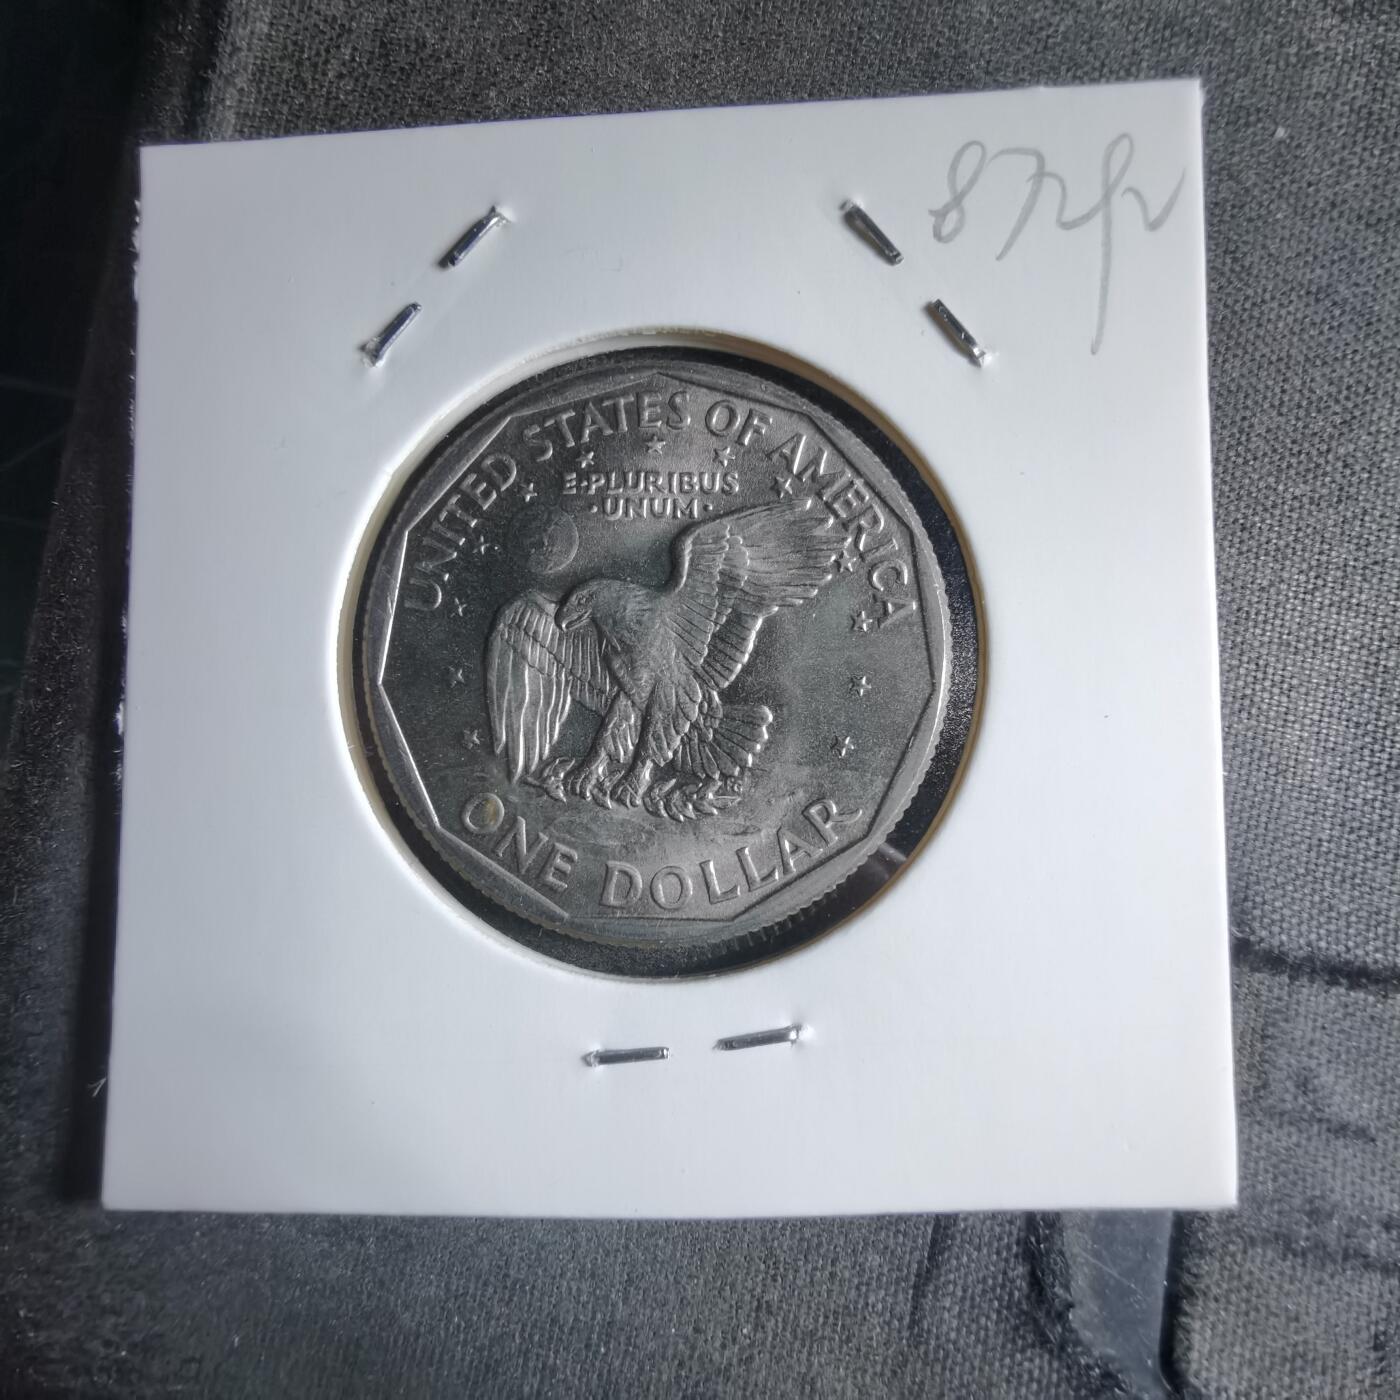 UNITED STATES OF AMERICA
E·PLURIBUS
·UNUM·
ONE DOLLAR